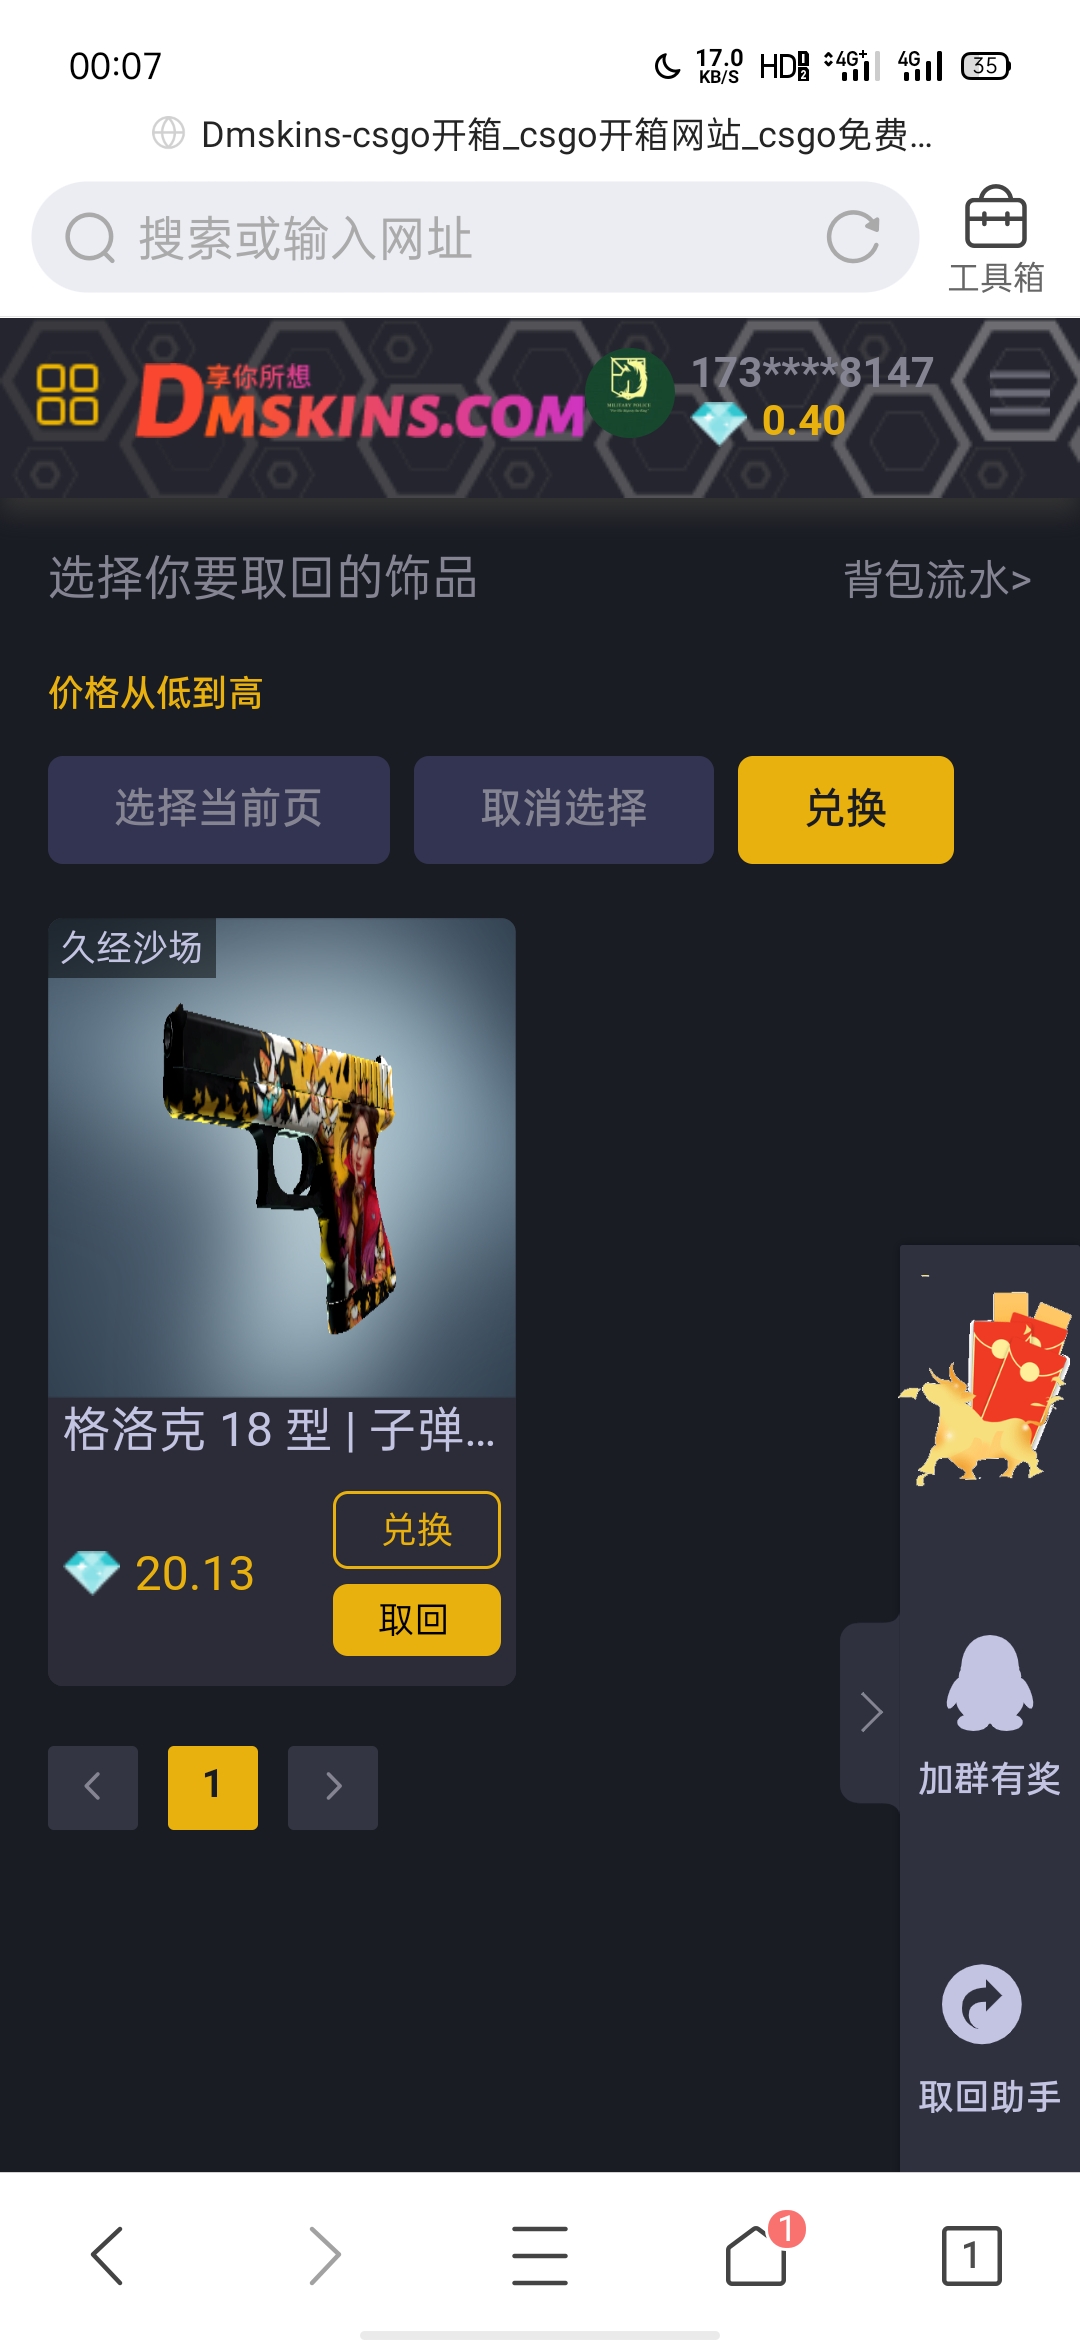 00:07
17.0
KB/S
HD
4G+
4G
35
Dmskins-csgo开箱_csgo开箱网站_csgo免费...
搜索或输入网址
工具箱
享你所想
DMSKINS.COM
173****8147
0.40
选择你要取回的饰品
背包流水>
价格从低到高
选择当前页
取消选择
兑换
久经沙场
格洛克 18 型 | 子弹...
兑换
20.13
取回
1
加群有奖
取回助手
1
1